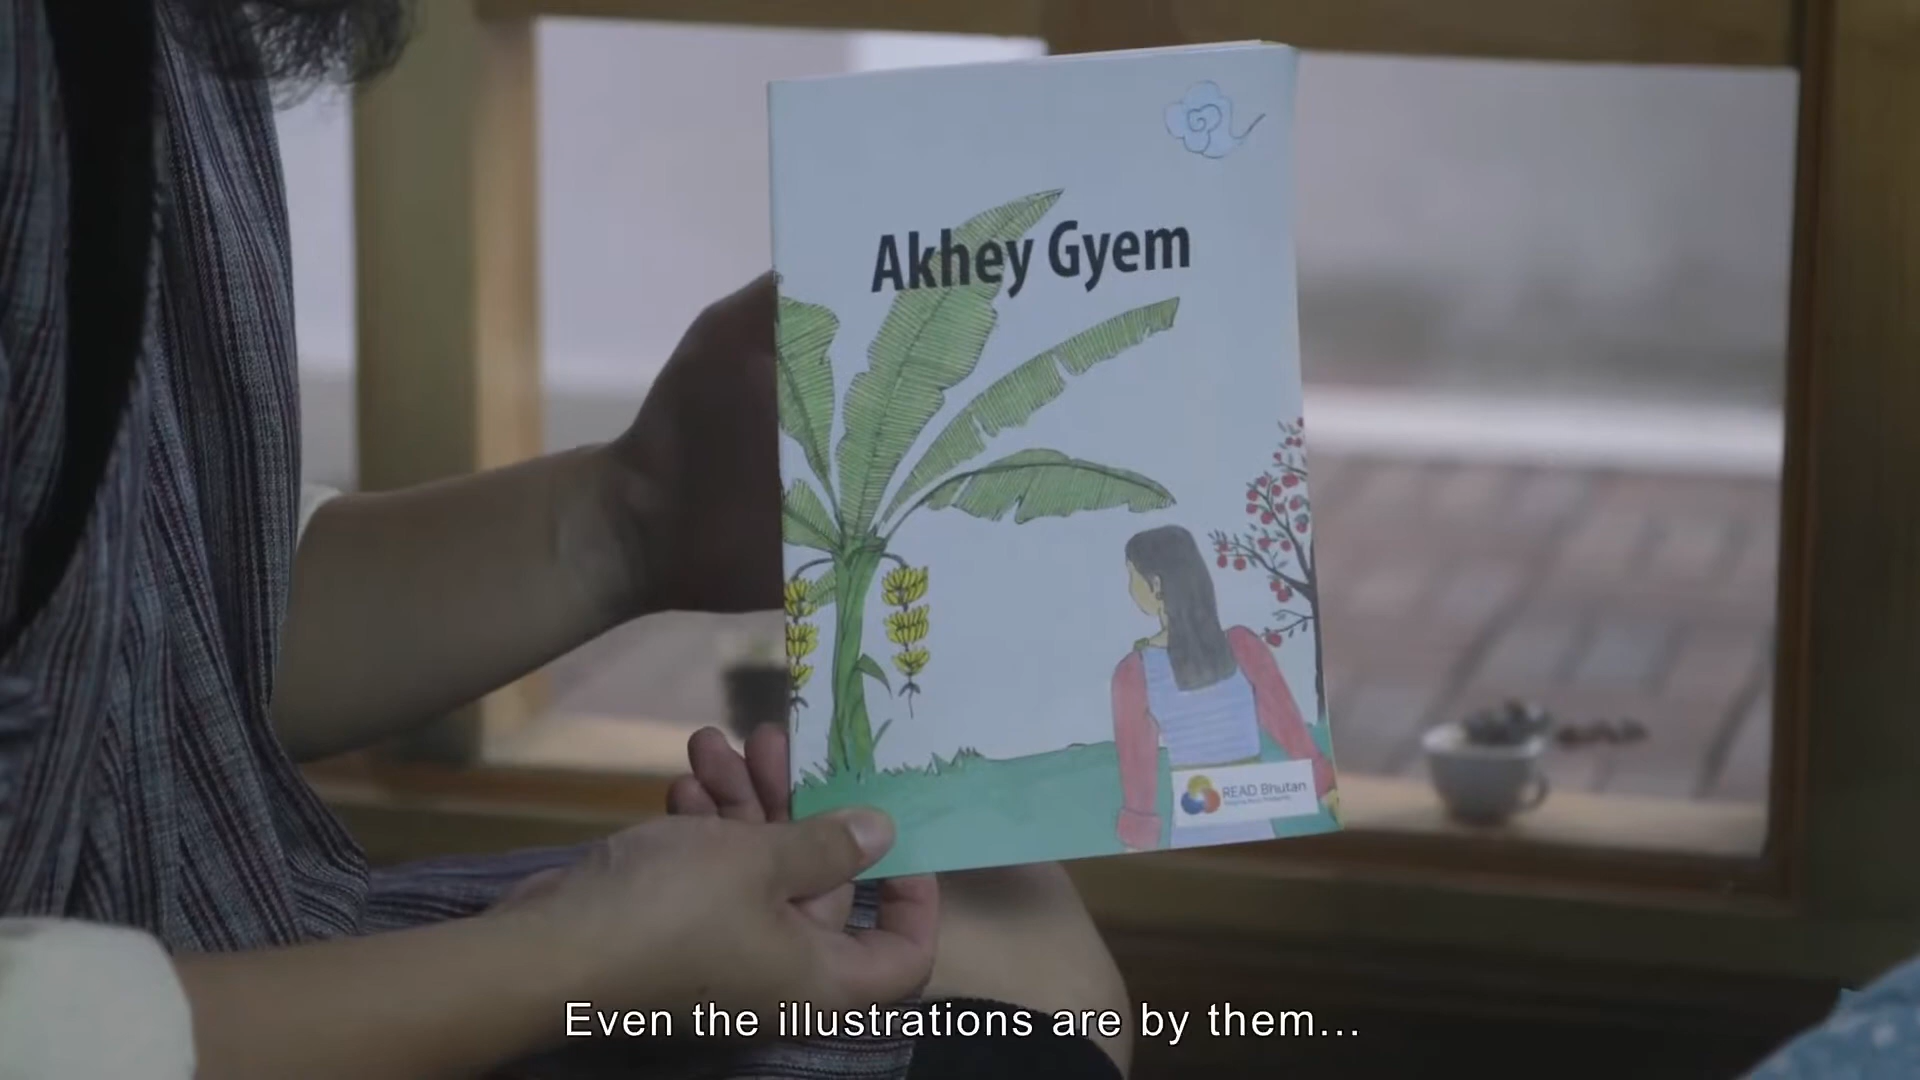 Akhey Gyem
READ Bhutan
Even the illustrations are by them...